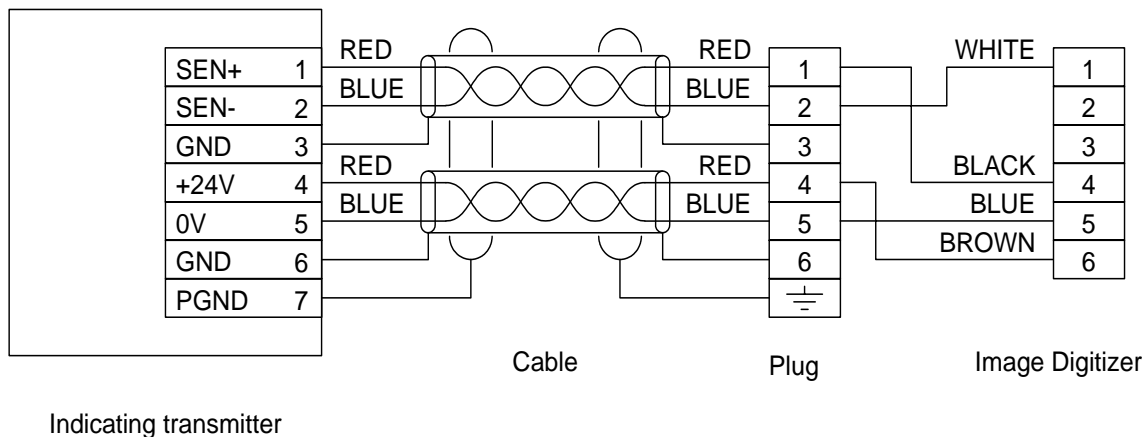 RED RED WHITE
SEN+ 1 1 1
BLUE BLUE
SEN- 2 2 2
GND 3 3 3
RED RED BLACK
+24V 4 4 4
BLUE BLUE BLUE
0V 5 5 5
BROWN
GND 6 6 6
PGND 7
Cable Plug Image Digitizer
Indicating transmitter